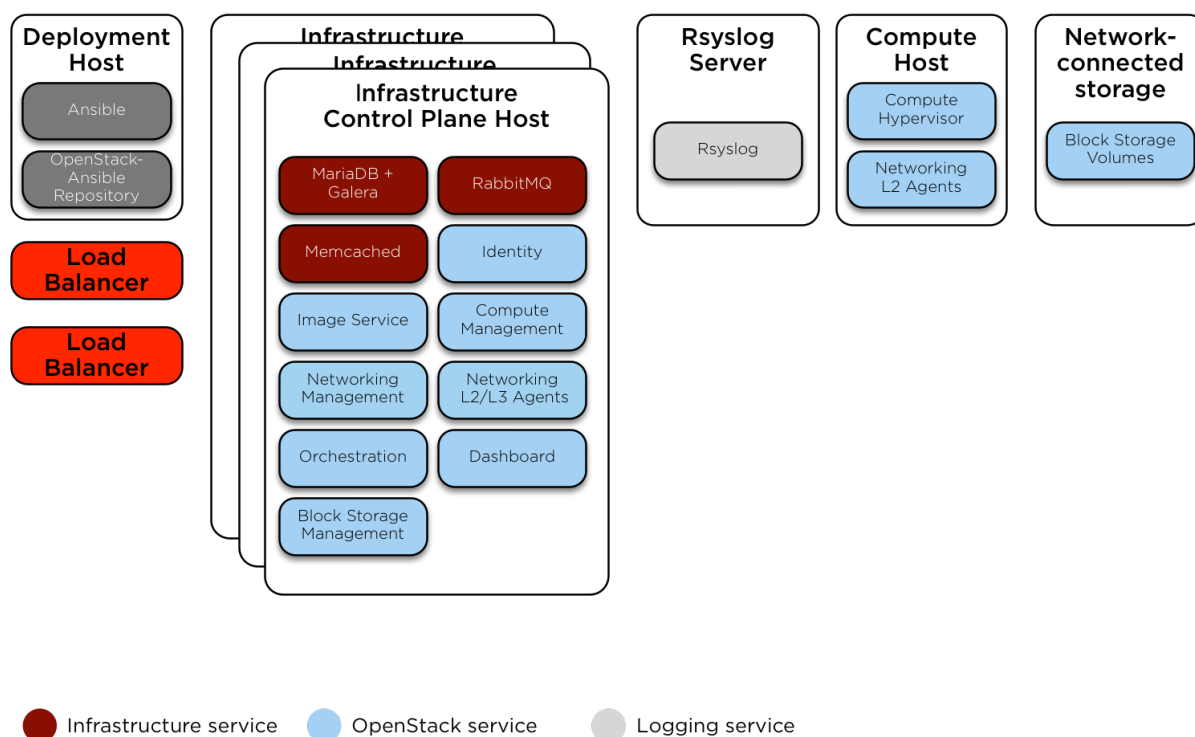 Deployment
Host
Ansible
OpenStack-
Ansible
Repository
Load
Balancer
Load
Balancer
Infrastructure
Infrastructure
Infrastructure
Control Plane Host
MariaDB +
Galera
RabbitMQ
Memcached
Identity
Image Service
Compute
Management
Networking
Management
Networking
L2/L3 Agents
Orchestration
Dashboard
Block Storage
Management
Rsyslog
Server
Rsyslog
Compute
Host
Compute
Hypervisor
Networking
L2 Agents
Network-
connected
storage
Block Storage
Volumes
Infrastructure service
OpenStack service
Logging service